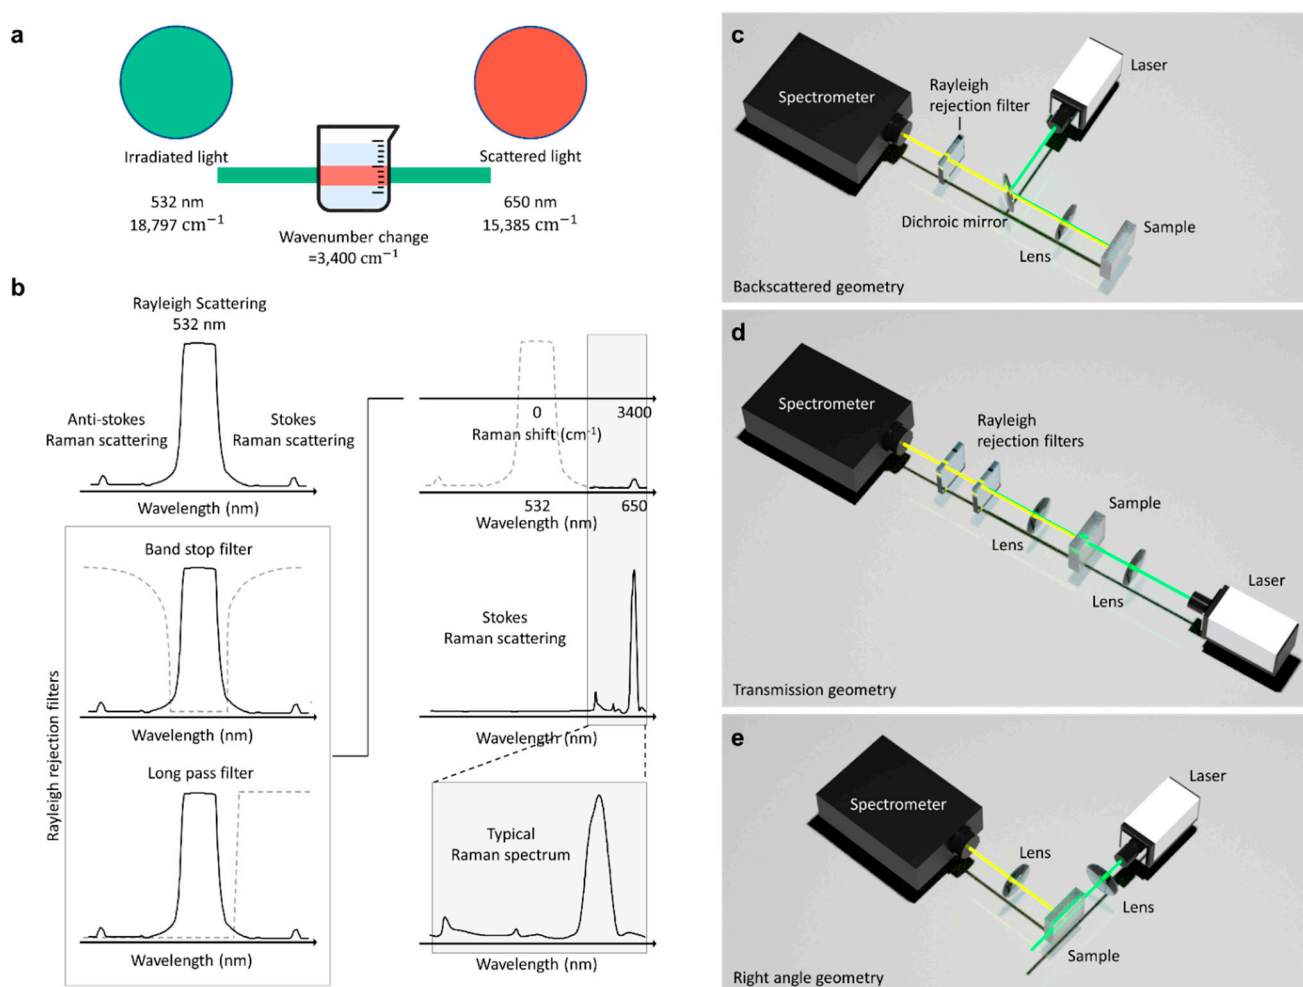 a
Irradiated light
532 nm
18,797 cm⁻¹
Scattered light
650 nm
15,385 cm⁻¹
Wavenumber change
=3,400 cm⁻¹
b
Rayleigh Scattering
532 nm
Anti-stokes
Raman scattering
Stokes
Raman scattering
Wavelength (nm)
Rayleigh rejection filters
Band stop filter
Wavelength (nm)
Long pass filter
Wavelength (nm)
0
3400
Raman shift (cm⁻¹)
532
650
Wavelength (nm)
Stokes
Raman scattering
Wavelength (nm)
Typical
Raman spectrum
Wavelength (nm)
c
Spectrometer
Rayleigh
rejection filter
Laser
Dichroic mirror
Lens
Sample
Backscattered geometry
d
Spectrometer
Rayleigh
rejection filters
Sample
Lens
Lens
Laser
Transmission geometry
e
Spectrometer
Lens
Laser
Lens
Sample
Right angle geometry